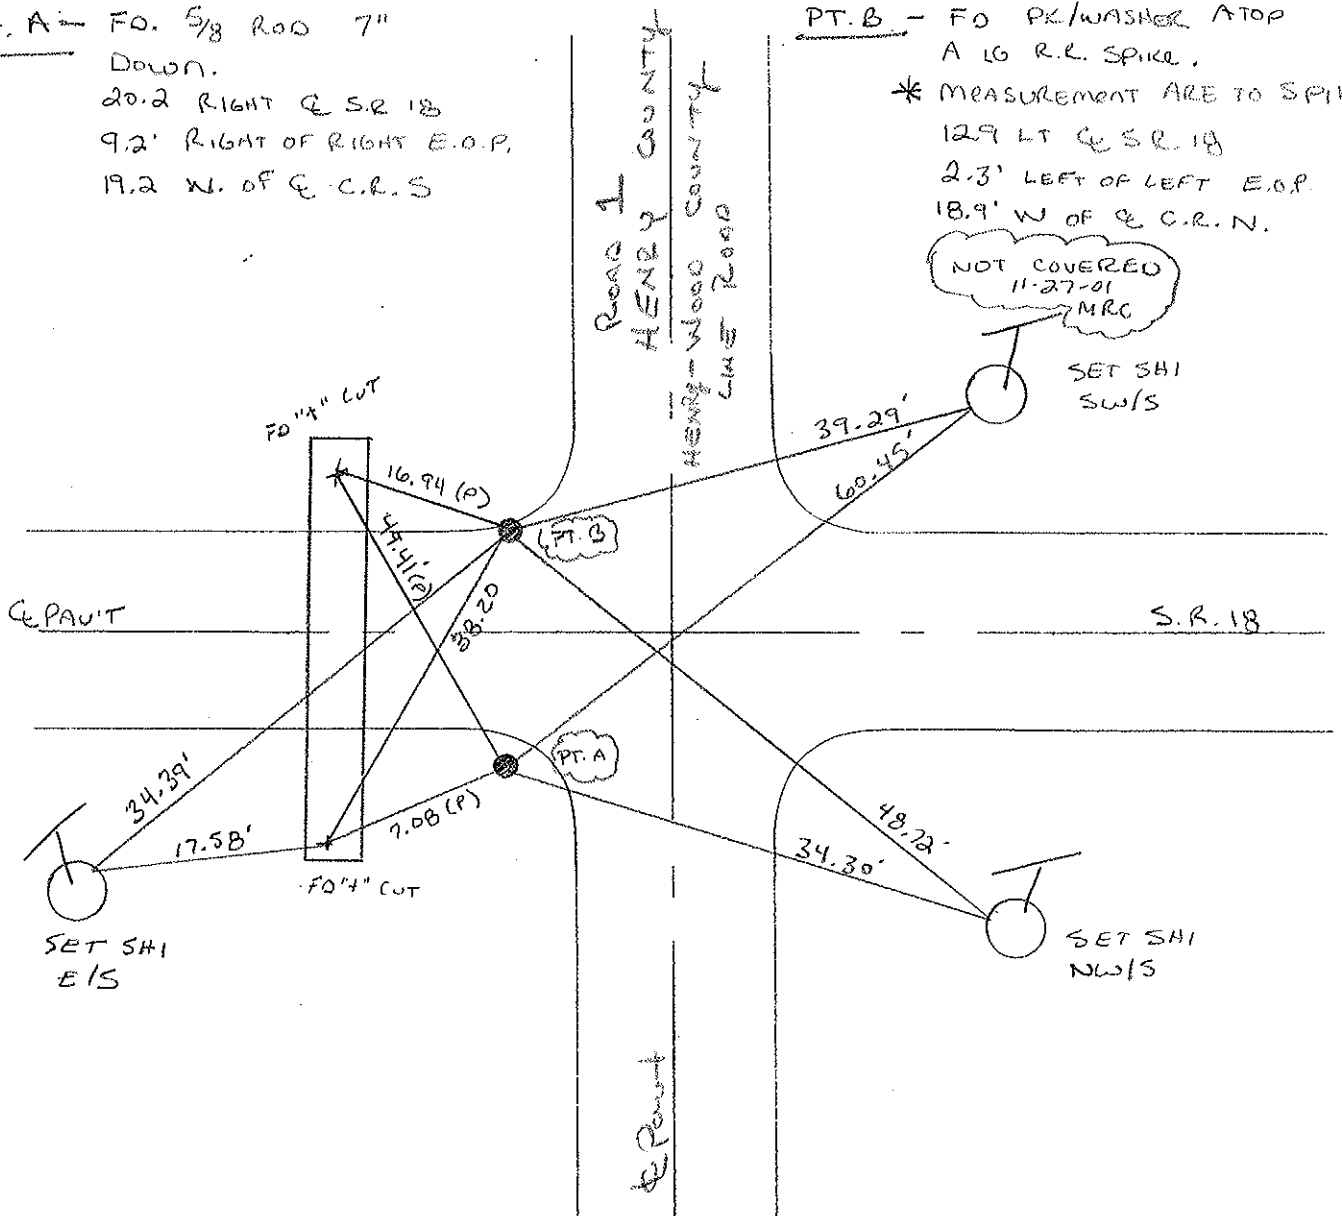 . A – FD. 5/8 ROD 7"
DOWN.
20.2 RIGHT ℄ S.R 18
9.2' RIGHT OF RIGHT E.O.P.
19.2 W. OF ℄ C.R. S
PT. B – FD PK/WASHER ATOP
A 16 R.R. SPIKE.
* MEASUREMENT ARE TO SPI
12.9 LT ℄ S.R. 18
2.3' LEFT OF LEFT E.O.P.
18.9' W OF ℄ C.R. N.
NOT COVERED
11-27-01
MRC
ROAD 1
HENRY COUNTY
HENRY-WOOD COUNTY
LINE ROAD
SET SHI
SW/S
FD "+" CUT
39.29'
60.45'
16.94 (P)
PT. B
49.41' (P)
38.20
℄ PAV'T
S.R. 18
PT. A
34.39'
7.08 (P)
17.58'
48.72
34.30'
FD "+" CUT
SET SHI
E/S
SET SHI
NW/S
℄ Pavmt